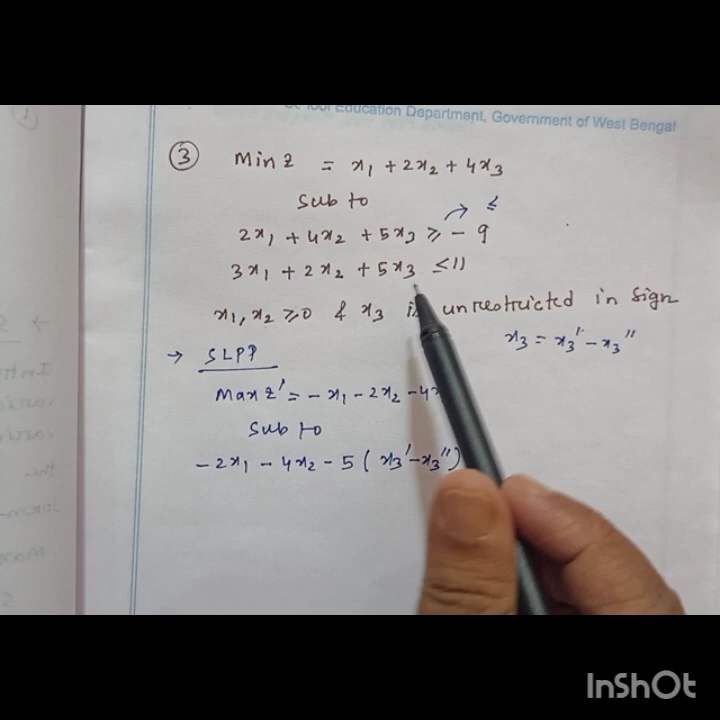 Education Department, Government of West Bengal
③ Min Z = x₁ + 2x₂ + 4x₃
Sub to
≤
2x₁ + 4x₂ + 5x₃ ≥ - 9
3x₁ + 2x₂ + 5x₃ ≤ 11
x₁, x₂ ≥ 0 & x₃ is unrestricted in sign
x₃ = x₃' - x₃''
→ SLPP
Max Z' = - x₁ - 2x₂ - 4x
Sub to
- 2x₁ - 4x₂ - 5 ( x₃' - x₃'' )
InShOt